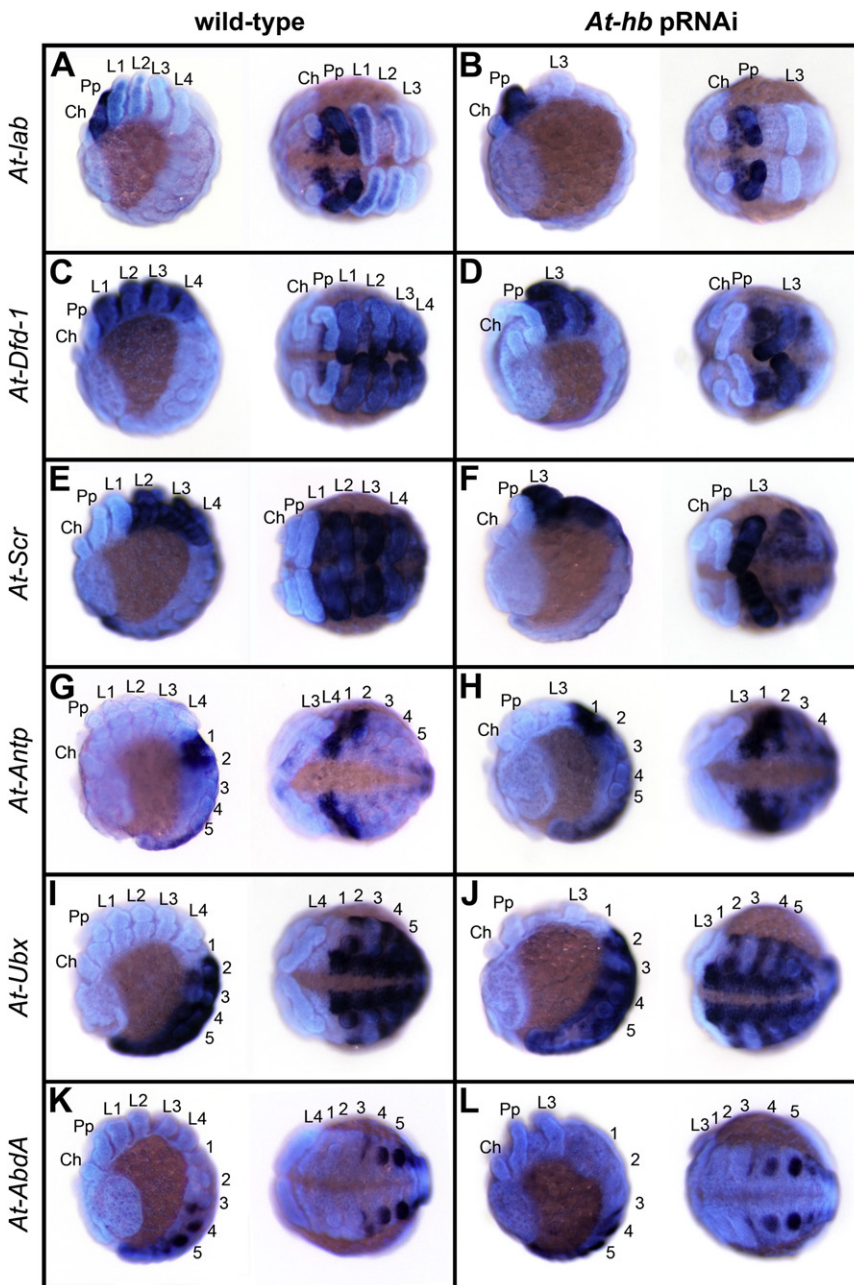 wild-type At-hb pRNAi
At-lab
A
Ch Pp L1 L2 L3 L4
Ch Pp L1 L2 L3
B
Ch Pp L3
Ch Pp L3
At-Dfd-1
C
Ch Pp L1 L2 L3 L4
Ch Pp L1 L2 L3 L4
D
Ch Pp L3
Ch Pp L3
At-Scr
E
Ch Pp L1 L2 L3 L4
Ch Pp L1 L2 L3 L4
F
Ch Pp L3
Ch Pp L3
At-Antp
G
Ch Pp L1 L2 L3 L4 1 2 3 4 5
L3 L4 1 2 3 4 5
H
Ch Pp L3 1 2 3 4 5
L3 1 2 3 4
At-Ubx
I
Ch Pp L1 L2 L3 L4 1 2 3 4 5
L4 1 2 3 4 5
J
Ch Pp L3 1 2 3 4 5
L3 1 2 3 4 5
At-AbdA
K
Ch Pp L1 L2 L3 L4 1 2 3 4 5
L4 1 2 3 4 5
L
Ch Pp L3 1 2 3 4 5
L3 1 2 3 4 5